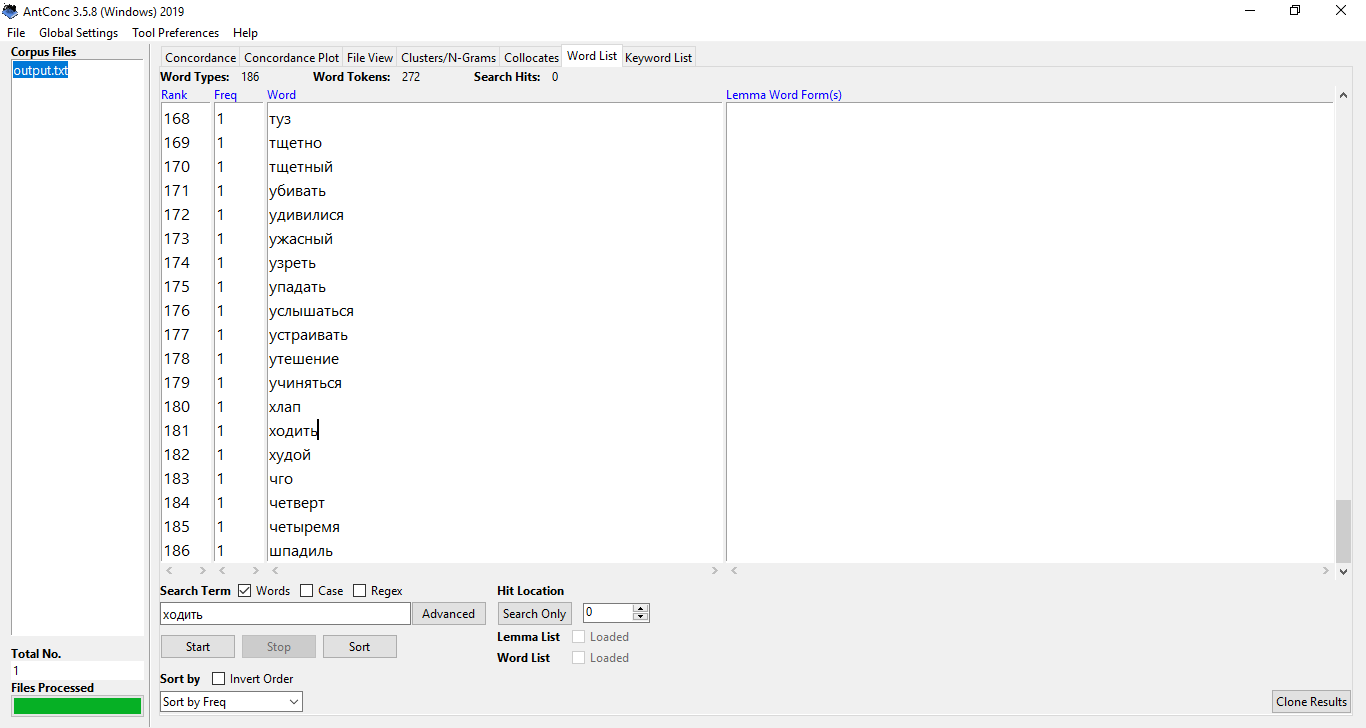 AntConc 3.5.8 (Windows) 2019
File Global Settings Tool Preferences Help
Corpus Files
output.txt
Concordance Concordance Plot File View Clusters/N-Grams Collocates Word List Keyword List
Word Types: 186 Word Tokens: 272 Search Hits: 0
Rank Freq Word Lemma Word Form(s)
168 1 туз
169 1 тщетно
170 1 тщетный
171 1 убивать
172 1 удивилися
173 1 ужасный
174 1 узреть
175 1 упадать
176 1 услышаться
177 1 устраивать
178 1 утешение
179 1 учиняться
180 1 хлап
181 1 ходить
182 1 худой
183 1 чго
184 1 четверт
185 1 четыремя
186 1 шпадиль
Search Term Words Case Regex Hit Location
ходить Advanced Search Only 0
Start Stop Sort Lemma List Loaded
Word List Loaded
Sort by Invert Order
Sort by Freq
Total No.
1
Files Processed
Clone Results